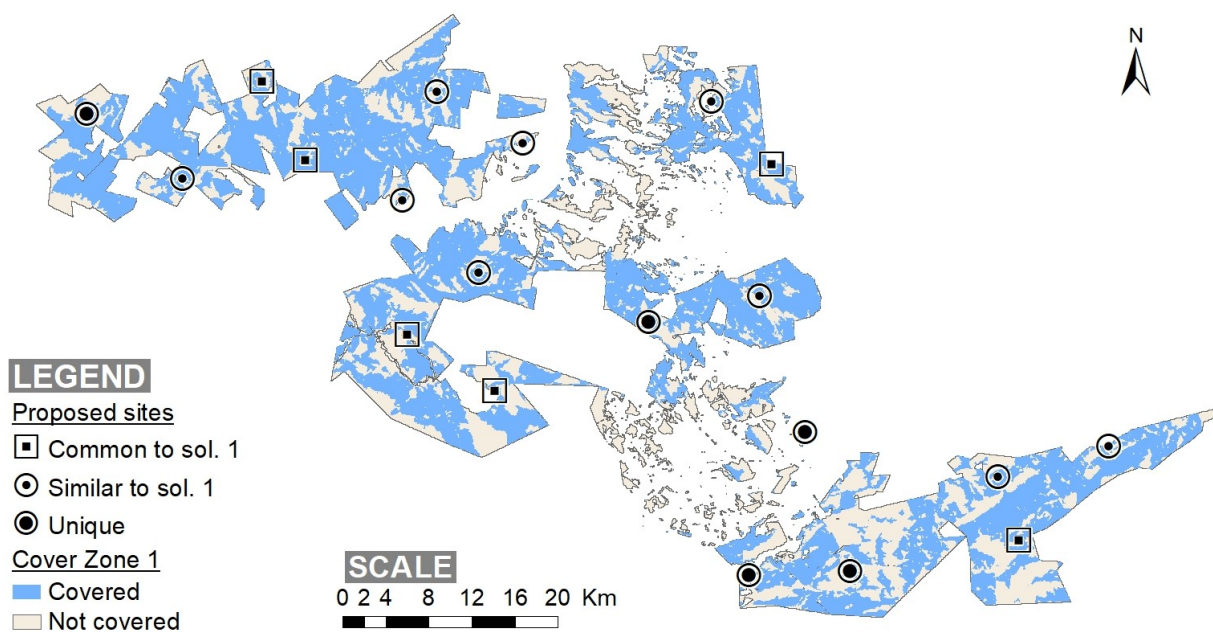 N
LEGEND
Proposed sites
Common to sol. 1
Similar to sol. 1
Unique
Cover Zone 1
Covered
Not covered
SCALE
0 2 4 8 12 16 20 Km